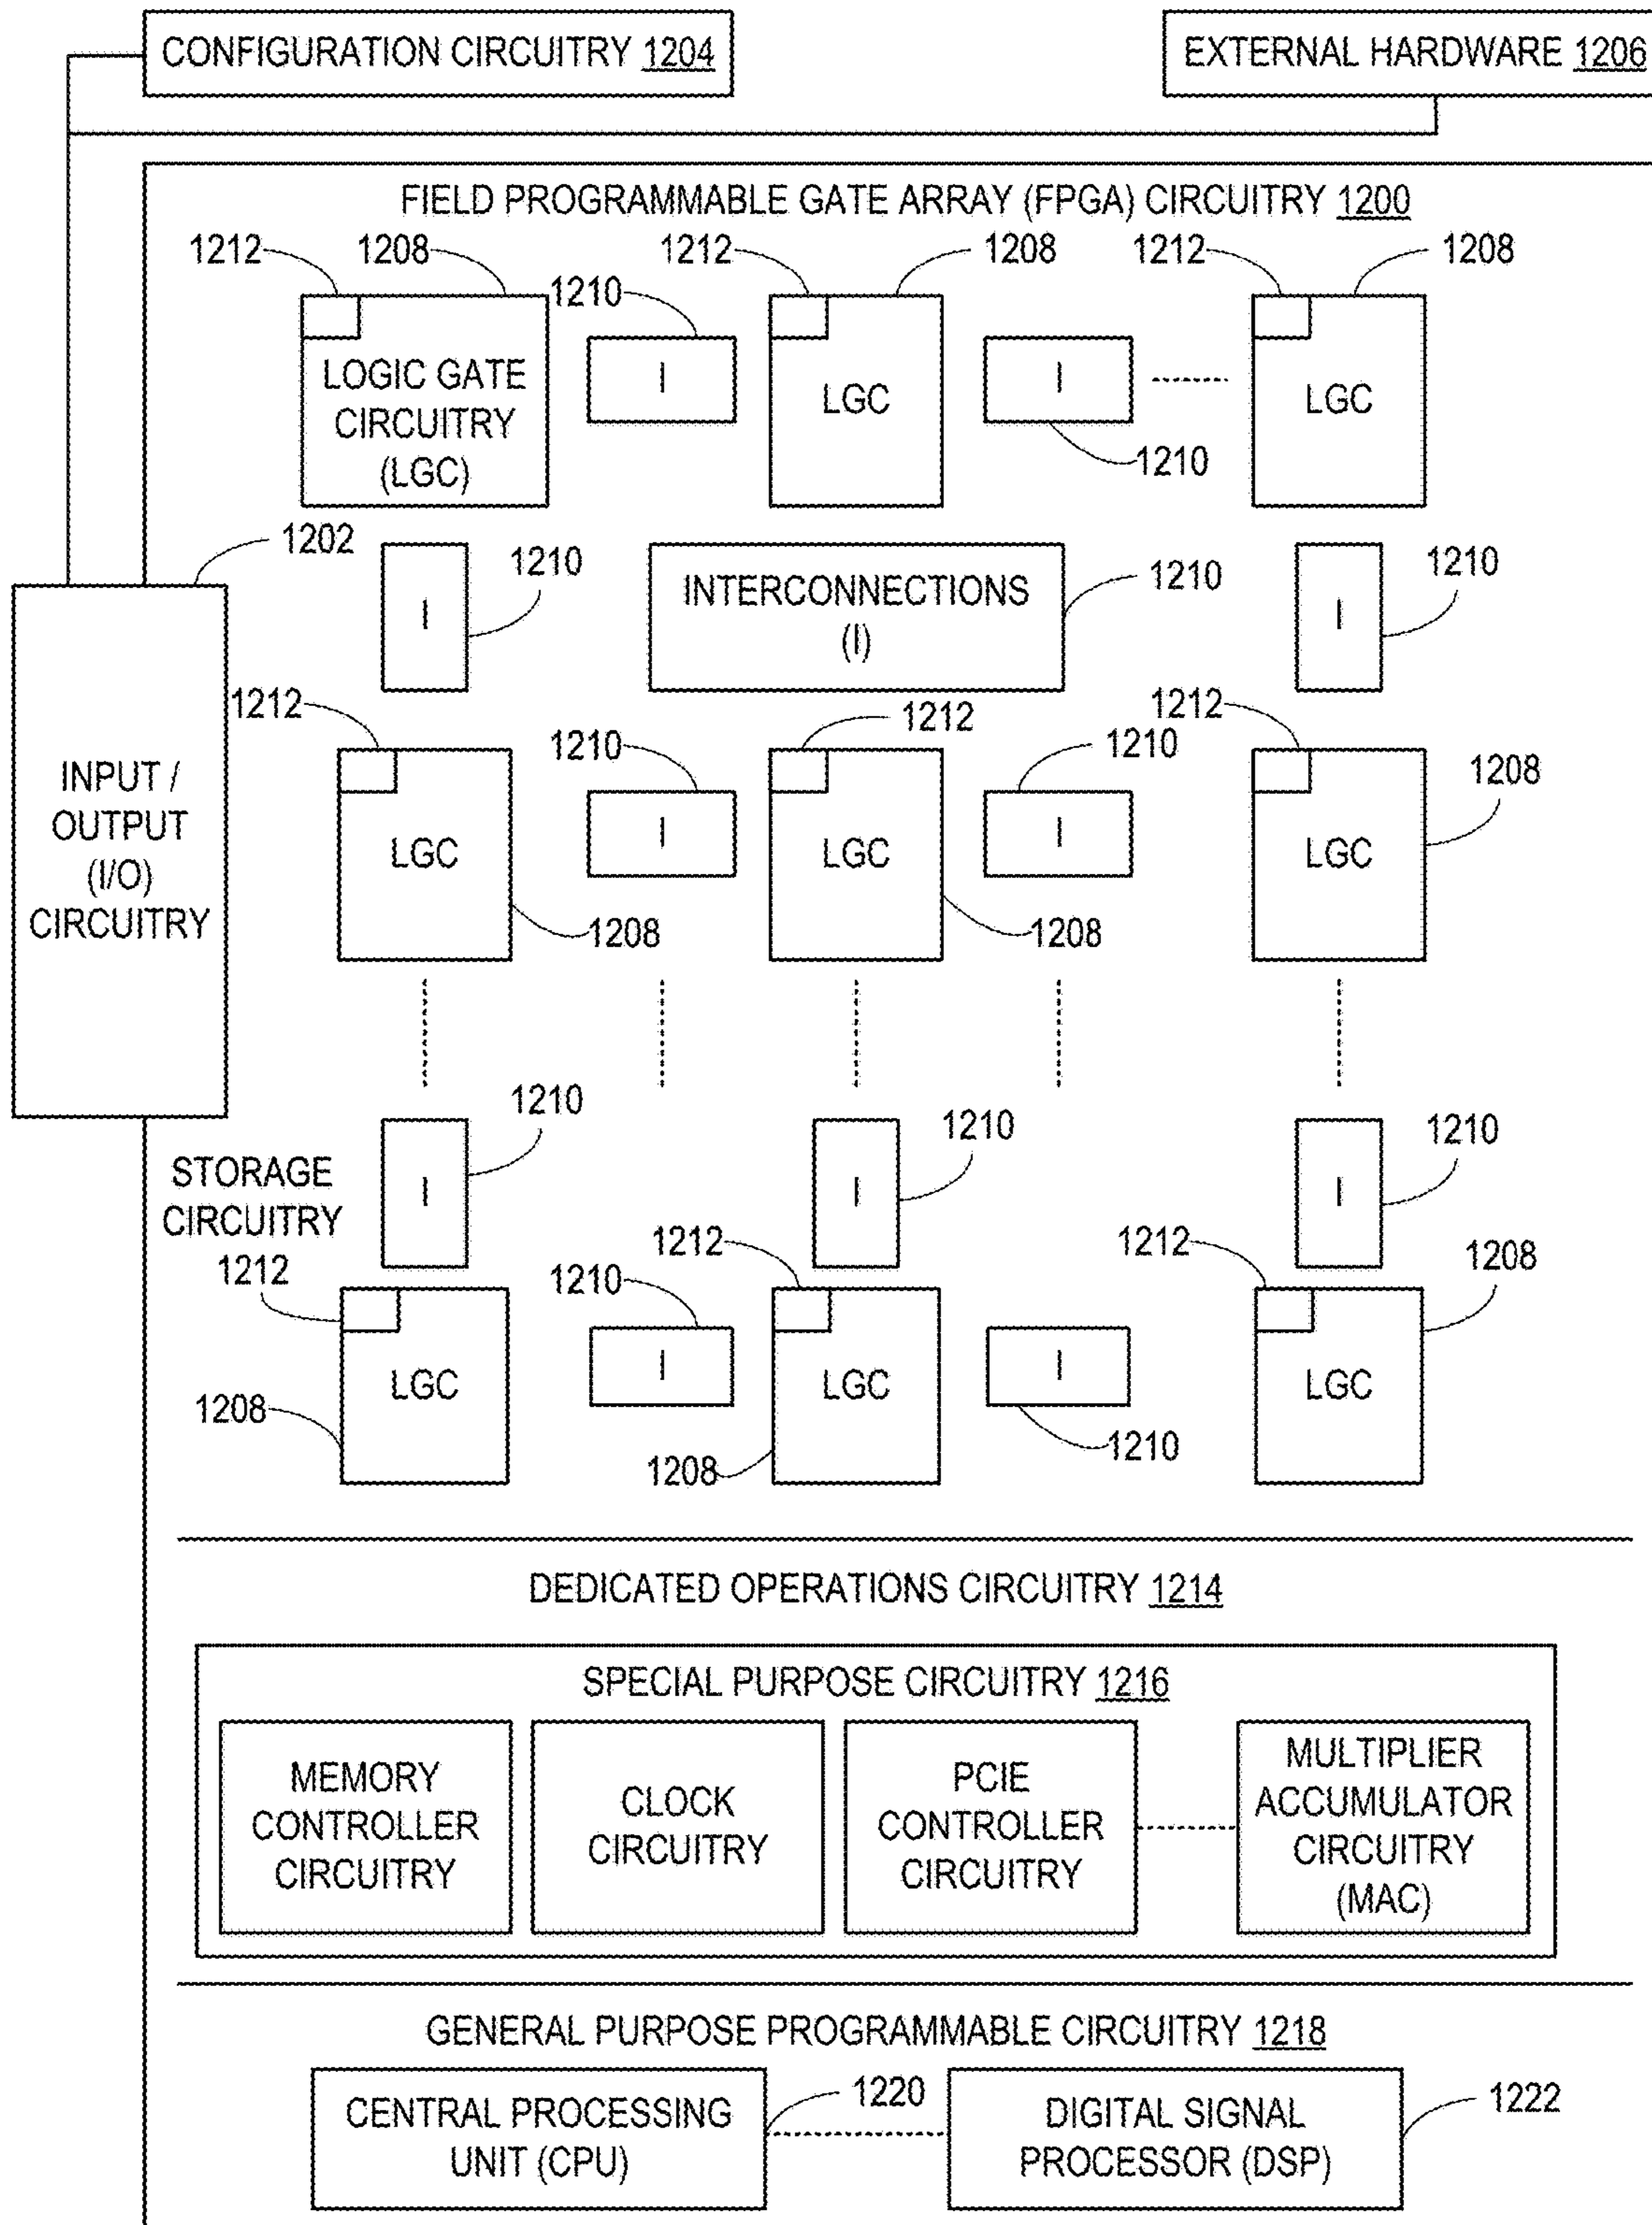 CONFIGURATION CIRCUITRY 1204
EXTERNAL HARDWARE 1206
FIELD PROGRAMMABLE GATE ARRAY (FPGA) CIRCUITRY 1200
1212
1208
1210
1212
1208
1212
1208
LOGIC GATE
CIRCUITRY
(LGC)
I
LGC
I
LGC
1210
1202
1210
INTERCONNECTIONS
(I)
1210
1210
I
I
INPUT /
OUTPUT
(I/O)
CIRCUITRY
1212
1210
1212
1210
1212
1208
LGC
I
LGC
I
LGC
1208
1208
1210
1210
1210
STORAGE
CIRCUITRY
I
I
I
1212
1210
1212
1212
1208
LGC
I
LGC
I
LGC
1208
1208
1210
DEDICATED OPERATIONS CIRCUITRY 1214
SPECIAL PURPOSE CIRCUITRY 1216
MEMORY
CONTROLLER
CIRCUITRY
CLOCK
CIRCUITRY
PCIE
CONTROLLER
CIRCUITRY
MULTIPLIER
ACCUMULATOR
CIRCUITRY
(MAC)
GENERAL PURPOSE PROGRAMMABLE CIRCUITRY 1218
CENTRAL PROCESSING
UNIT (CPU)
1220
DIGITAL SIGNAL
PROCESSOR (DSP)
1222